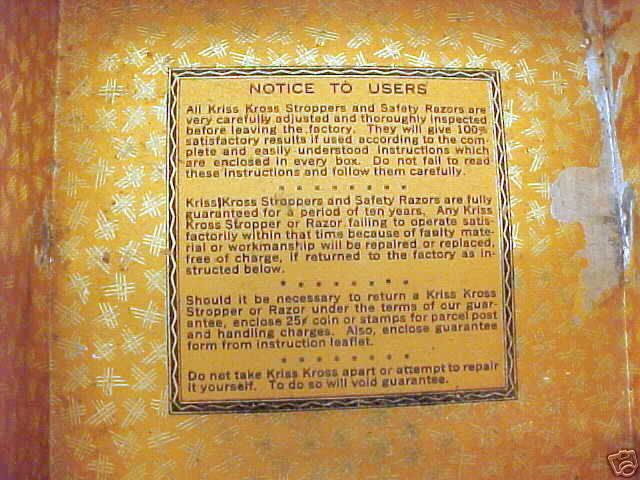 NOTICE TO USERS
All Kriss Kross Stroppers and Safety Razors are
very carefully adjusted and thoroughly inspected
before leaving the factory. They will give 100%
satisfactory results if used according to the com-
plete and easily understood instructions which
are enclosed in every box. Do not fail to read
these instructions and follow them carefully.
Kriss Kross Stroppers and Safety Razors are fully
guaranteed for a period of ten years. Any Kriss
Kross Stropper or Razor failing to operate satis-
factorily within that time because of faulty mate-
rial or workmanship will be repaired or replaced,
free of charge, if returned to the factory as in-
structed below.
Should it be necessary to return a Kriss Kross
Stropper or Razor under the terms of our guar-
antee, enclose 25¢ coin or stamps for parcel post
and handling charges. Also, enclose guarantee
form from instruction leaflet.
Do not take Kriss Kross apart or attempt to repair
it yourself. To do so will void guarantee.